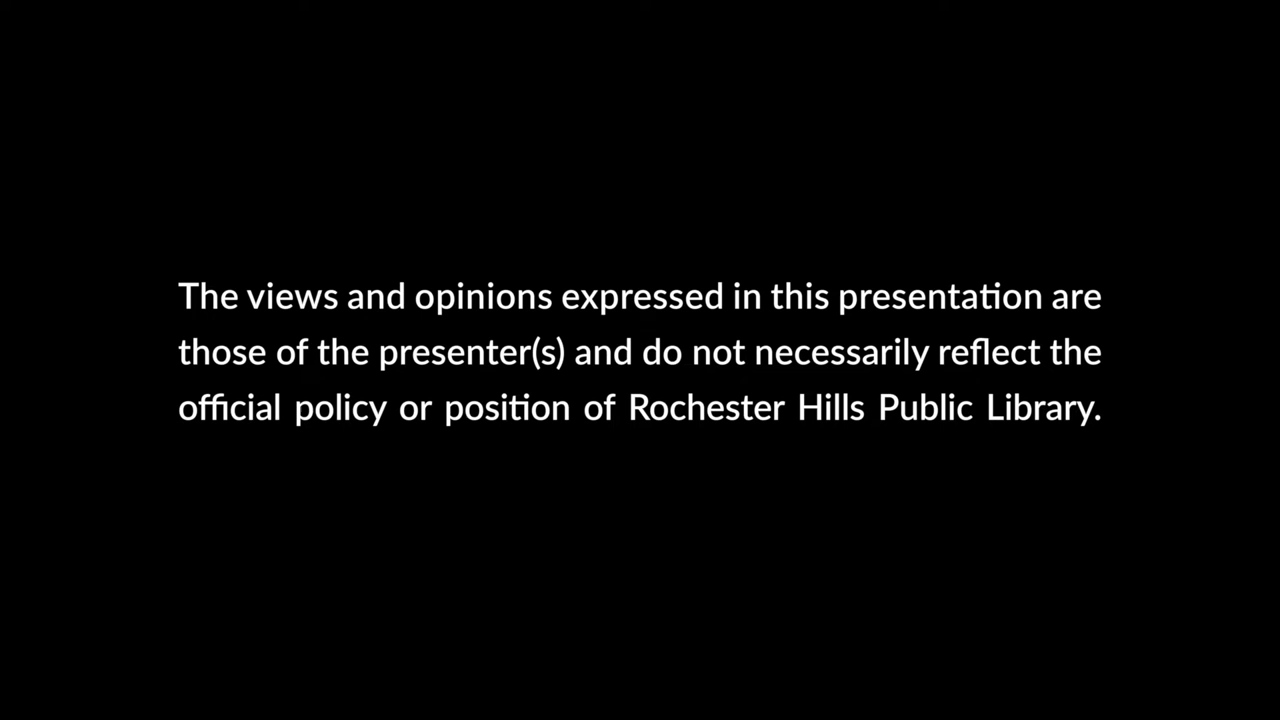 The views and opinions expressed in this presentation are
those of the presenter(s) and do not necessarily reflect the
official policy or position of Rochester Hills Public Library.